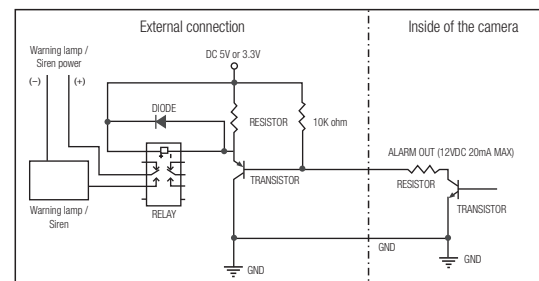 External connection
Inside of the camera
Warning lamp /
Siren power
(−)
(+)
DC 5V or 3.3V
DIODE
RESISTOR
10K ohm
ALARM OUT (12VDC 20mA MAX)
RESISTOR
TRANSISTOR
TRANSISTOR
Warning lamp /
Siren
RELAY
GND
GND
GND